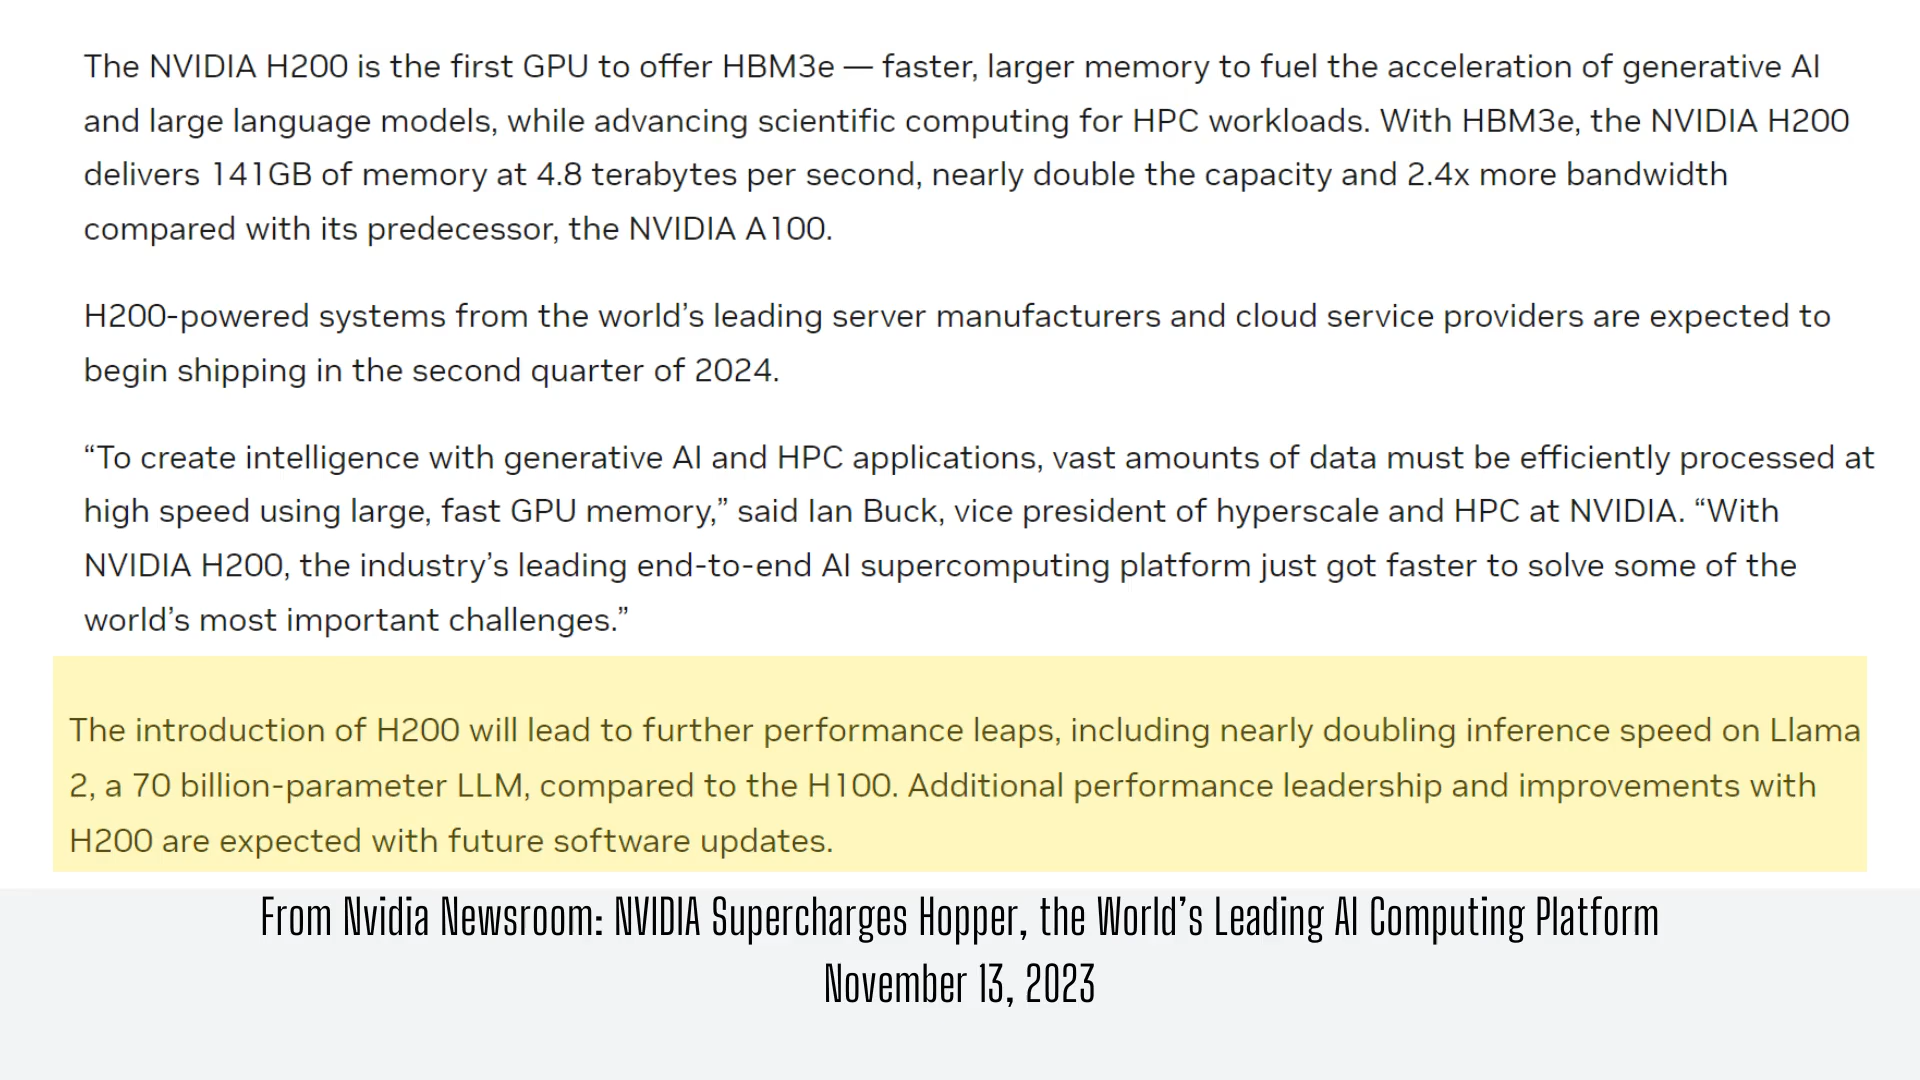 The NVIDIA H200 is the first GPU to offer HBM3e — faster, larger memory to fuel the acceleration of generative AI
and large language models, while advancing scientific computing for HPC workloads. With HBM3e, the NVIDIA H200
delivers 141GB of memory at 4.8 terabytes per second, nearly double the capacity and 2.4x more bandwidth
compared with its predecessor, the NVIDIA A100.
H200-powered systems from the world’s leading server manufacturers and cloud service providers are expected to
begin shipping in the second quarter of 2024.
“To create intelligence with generative AI and HPC applications, vast amounts of data must be efficiently processed at
high speed using large, fast GPU memory,” said Ian Buck, vice president of hyperscale and HPC at NVIDIA. “With
NVIDIA H200, the industry’s leading end-to-end AI supercomputing platform just got faster to solve some of the
world’s most important challenges.”
The introduction of H200 will lead to further performance leaps, including nearly doubling inference speed on Llama
2, a 70 billion-parameter LLM, compared to the H100. Additional performance leadership and improvements with
H200 are expected with future software updates.
From Nvidia Newsroom: NVIDIA Supercharges Hopper, the World’s Leading AI Computing Platform
November 13, 2023